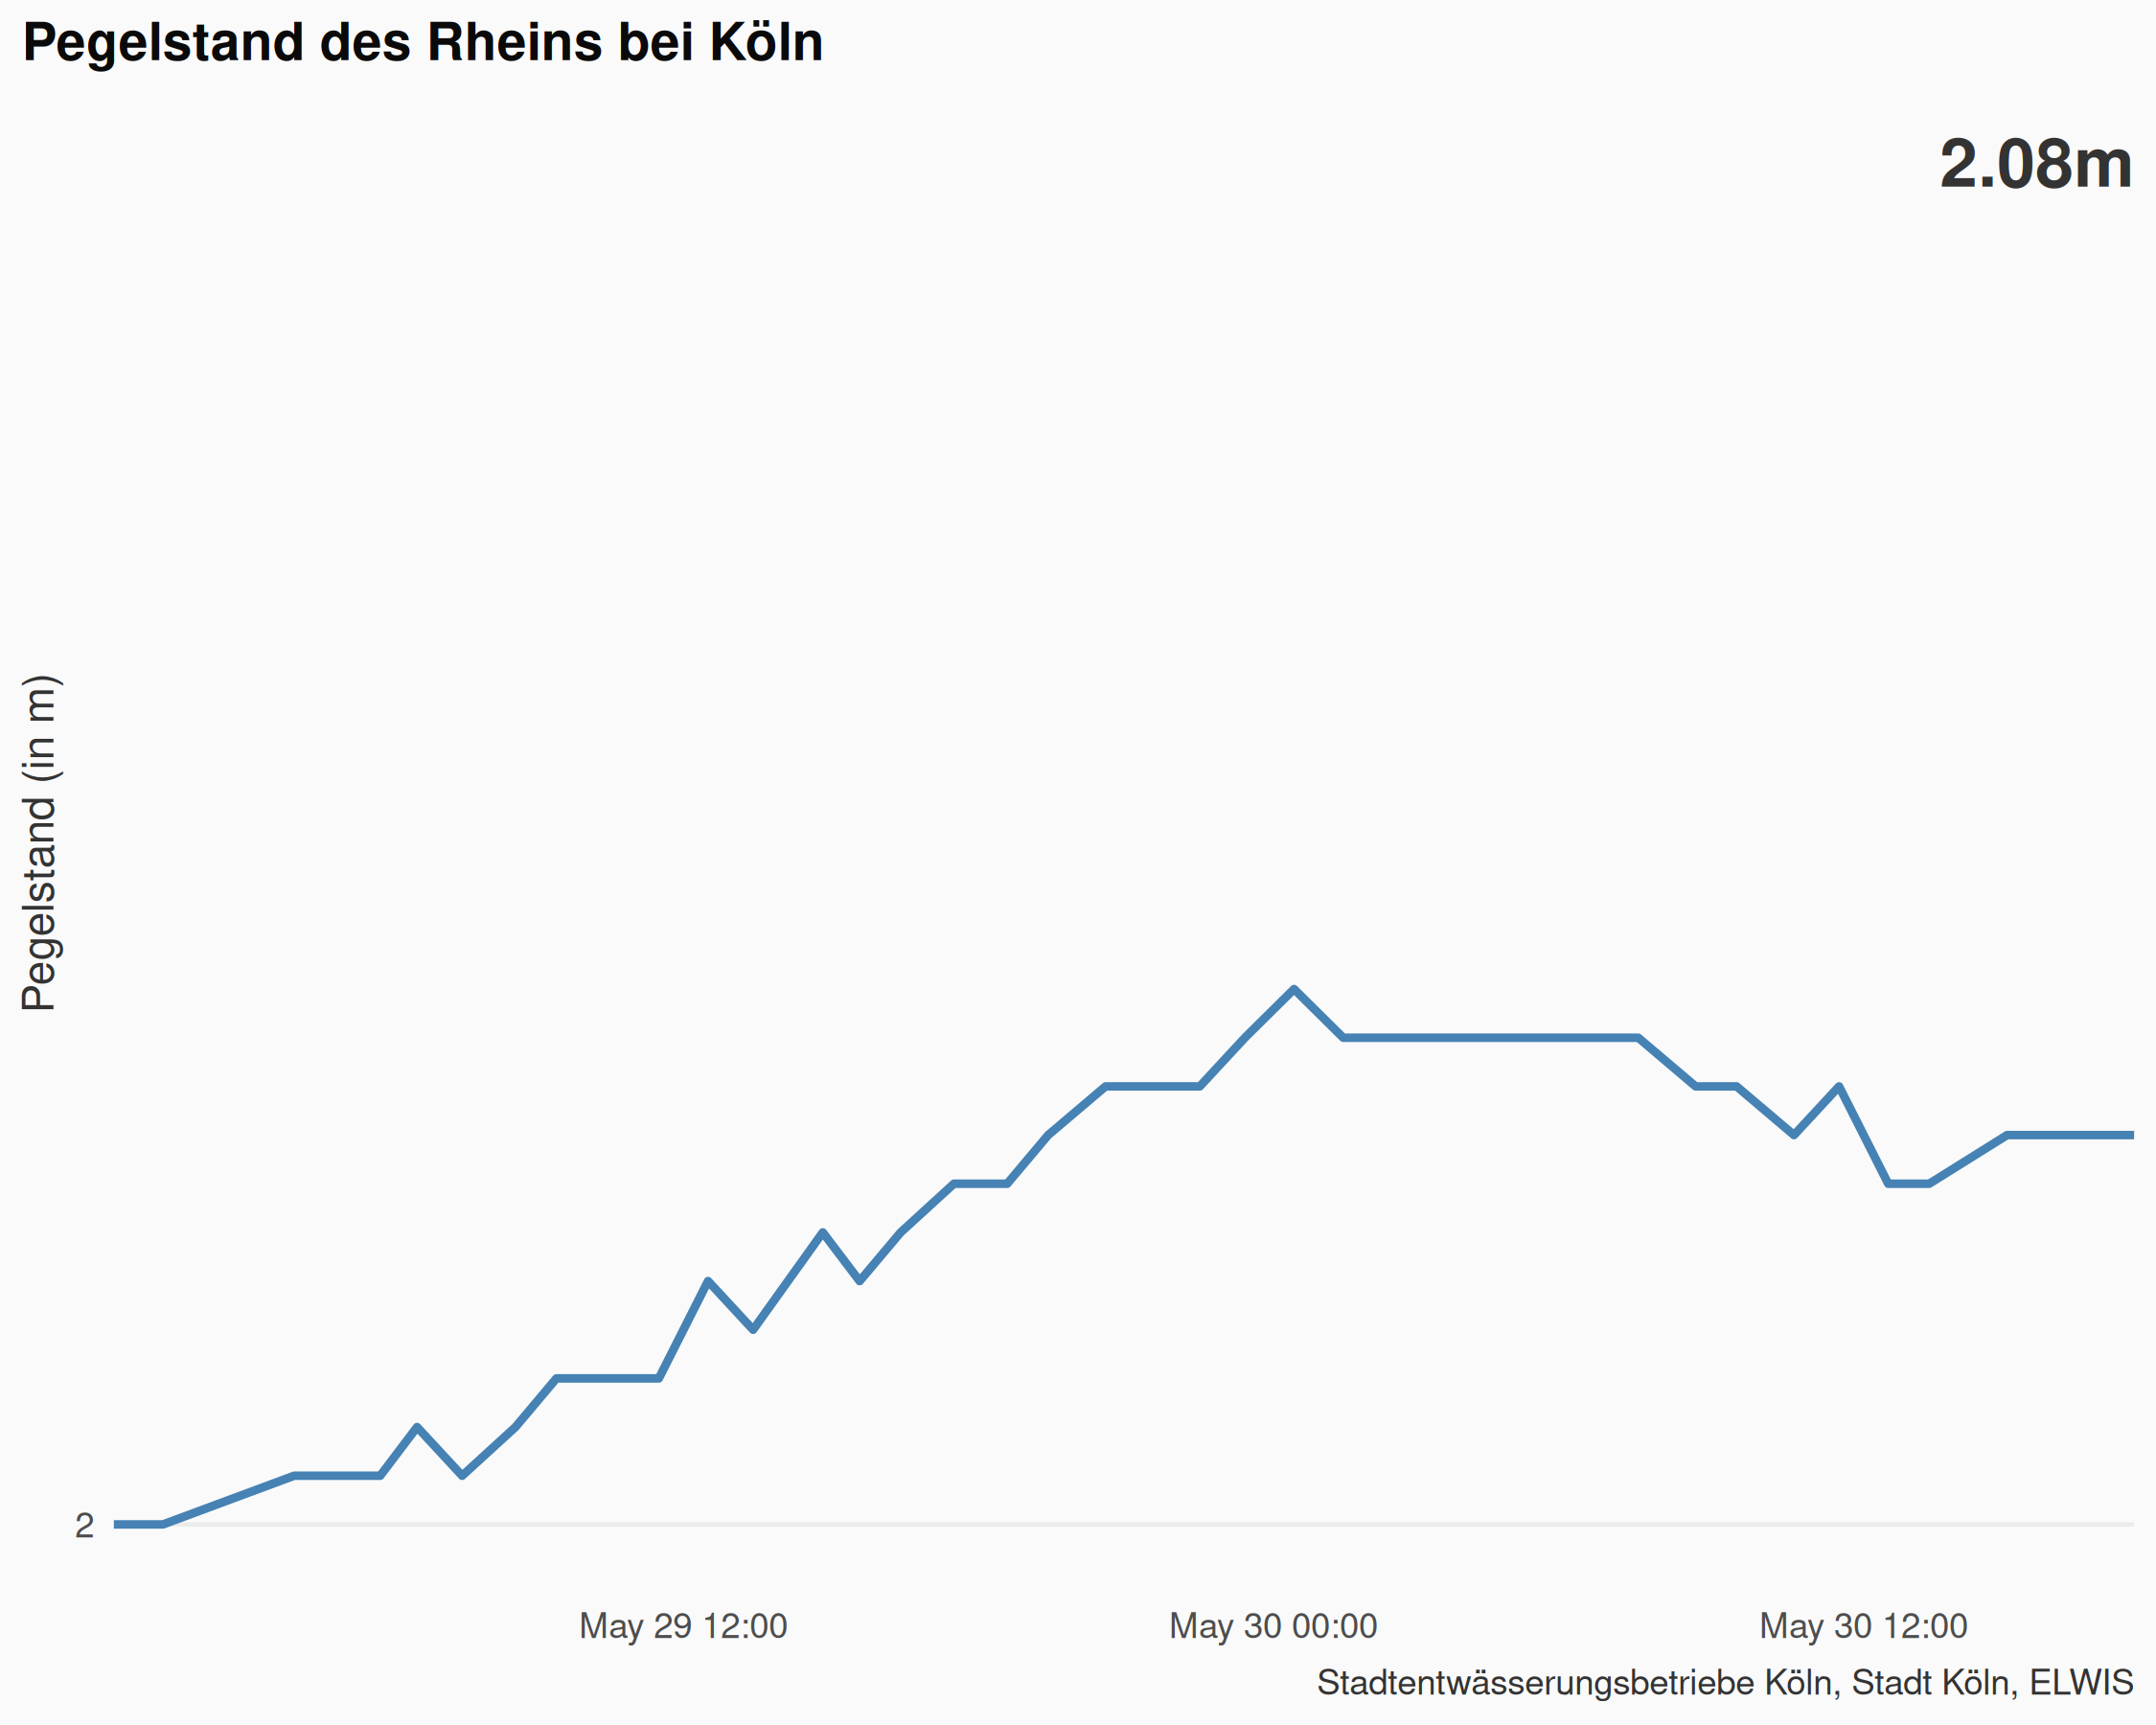 Pegelstand des Rheins bei Köln
2.08m
Pegelstand (in m)
2
May 29 12:00
May 30 00:00
May 30 12:00
Stadtentwässerungsbetriebe Köln, Stadt Köln, ELWIS